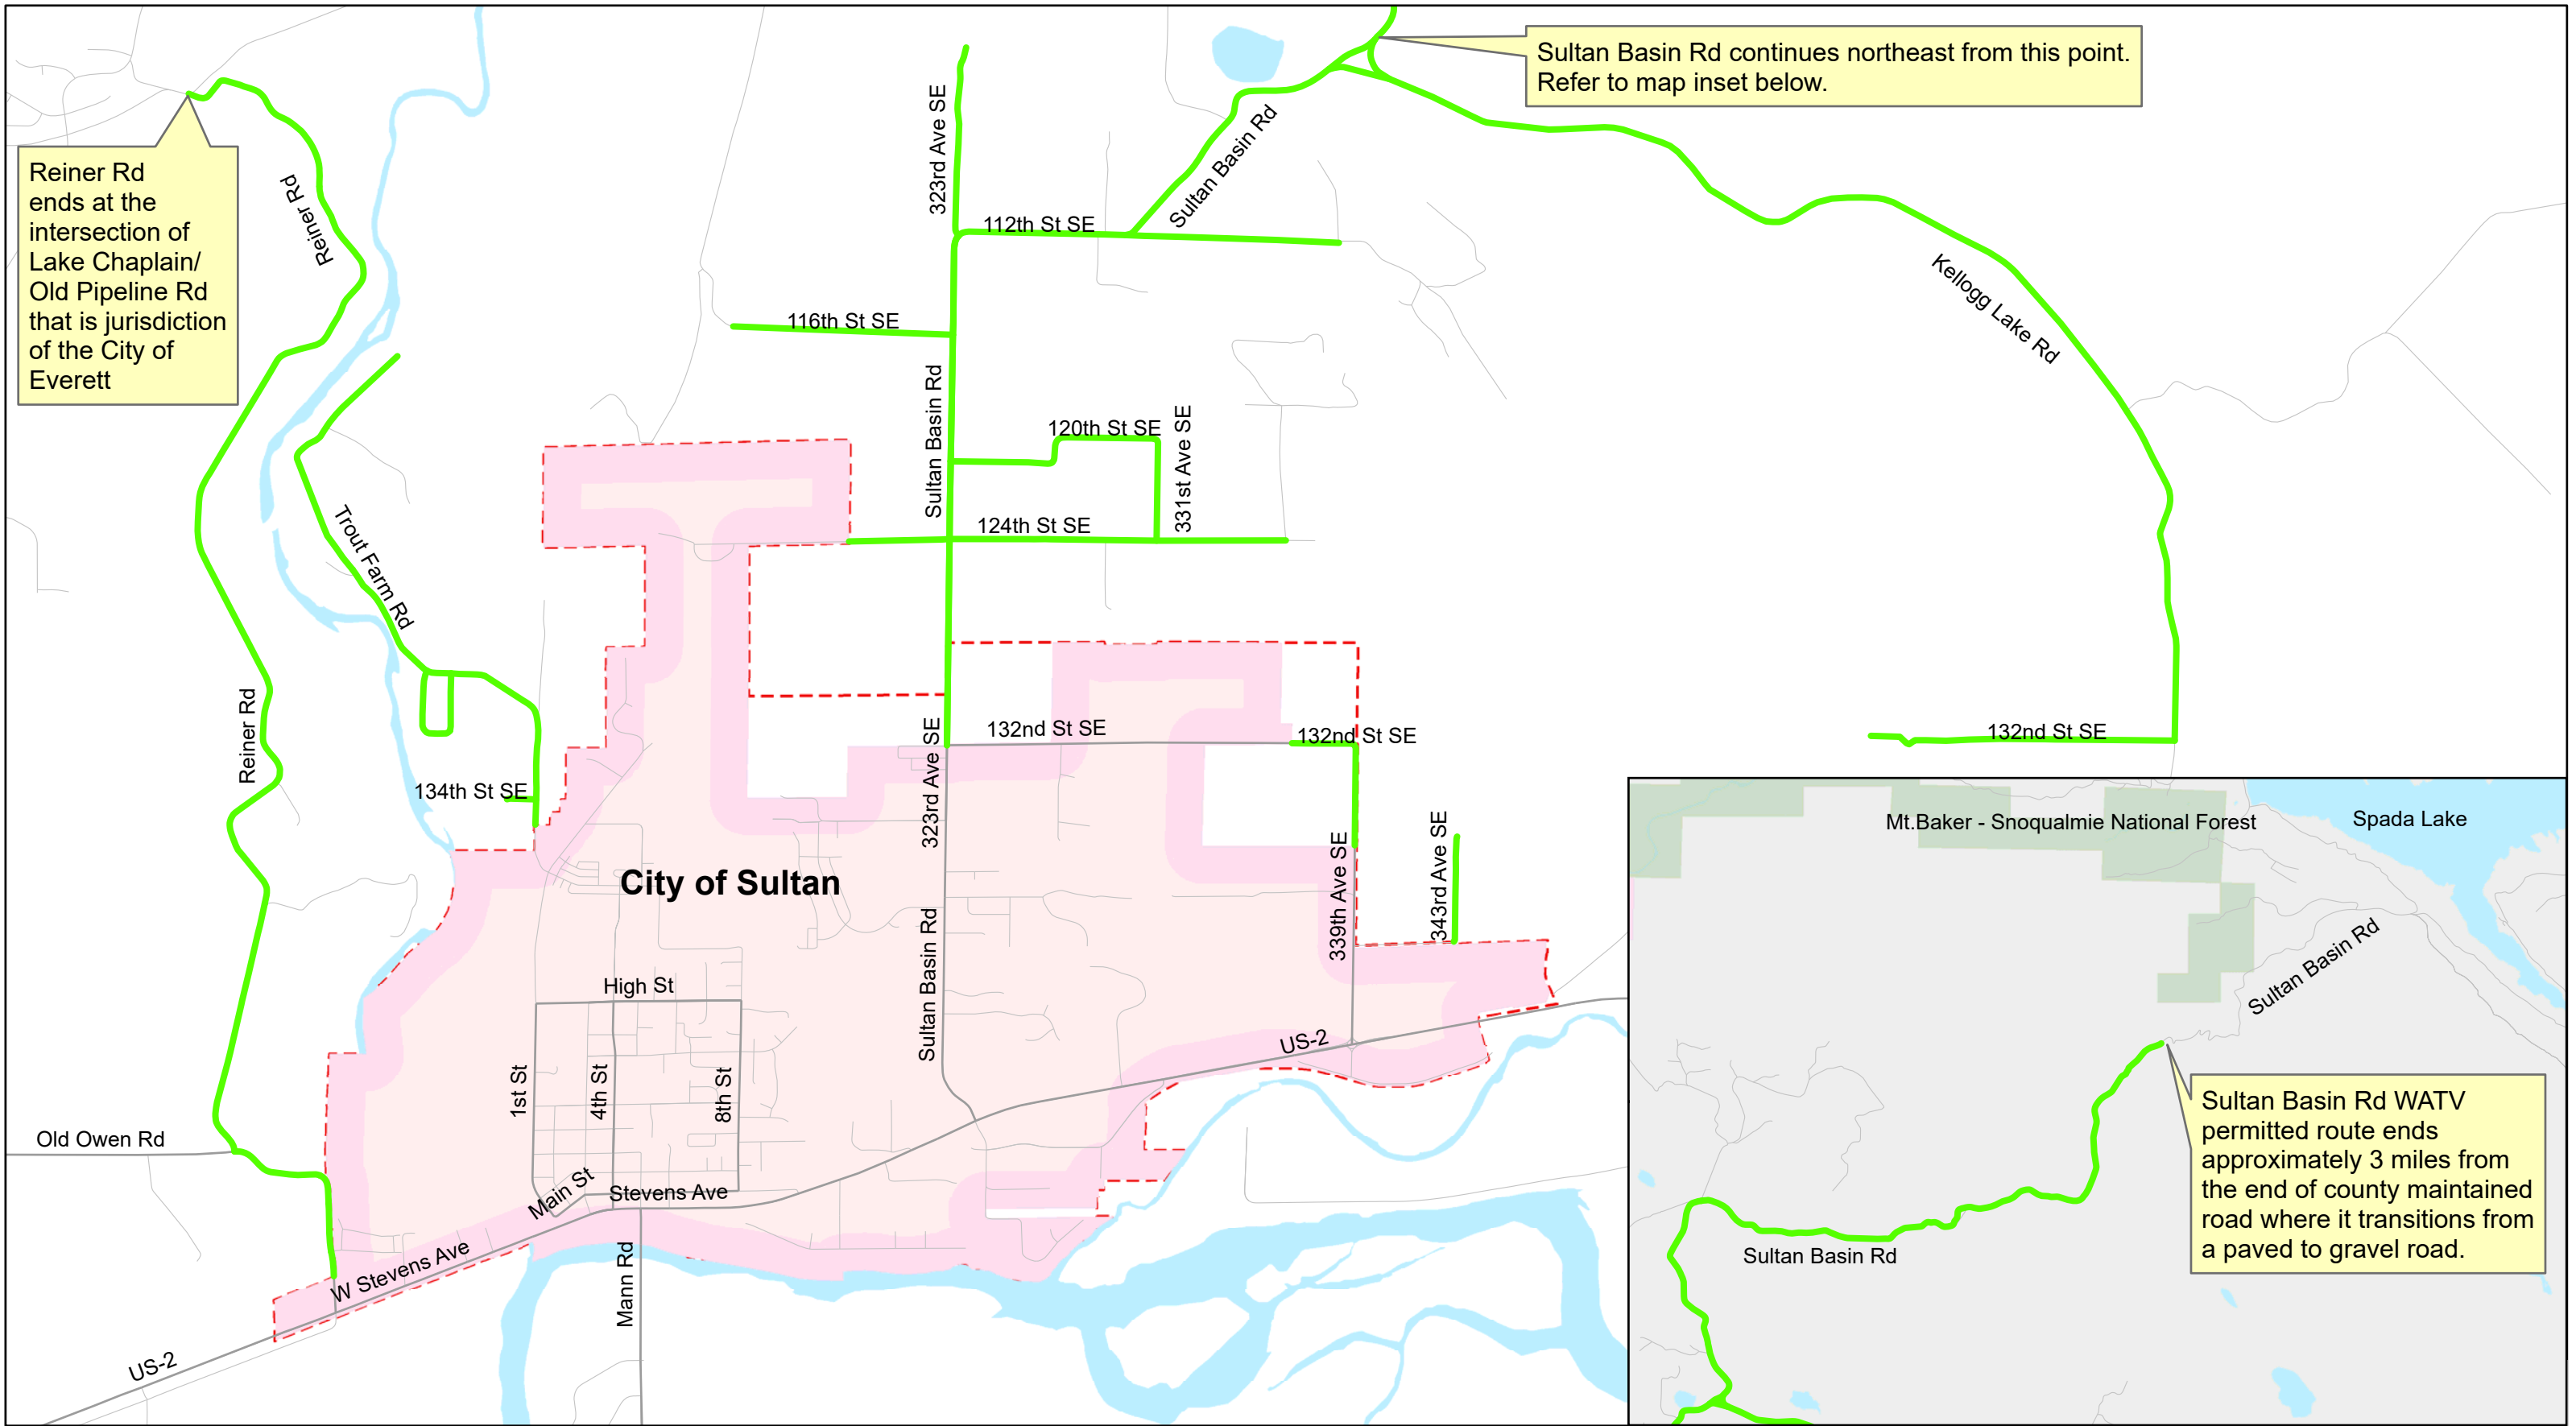 Sultan Basin Rd continues northeast from this point.
Refer to map inset below.
Reiner Rd
ends at the
intersection of
Lake Chaplain/
Old Pipeline Rd
that is jurisdiction
of the City of
Everett
Reiner Rd
323rd Ave SE
Sultan Basin Rd
112th St SE
Kellogg Lake Rd
116th St SE
Sultan Basin Rd
120th St SE
331st Ave SE
124th St SE
Trout Farm Rd
Reiner Rd
134th St SE
323rd Ave SE
132nd St SE
132nd St SE
132nd St SE
339th Ave SE
343rd Ave SE
City of Sultan
Sultan Basin Rd
High St
1st St
4th St
8th St
US-2
Old Owen Rd
Main St
Stevens Ave
W Stevens Ave
Mann Rd
US-2
Mt.Baker - Snoqualmie National Forest
Spada Lake
Sultan Basin Rd
Sultan Basin Rd WATV
permitted route ends
approximately 3 miles from
the end of county maintained
road where it transitions from
a paved to gravel road.
Sultan Basin Rd